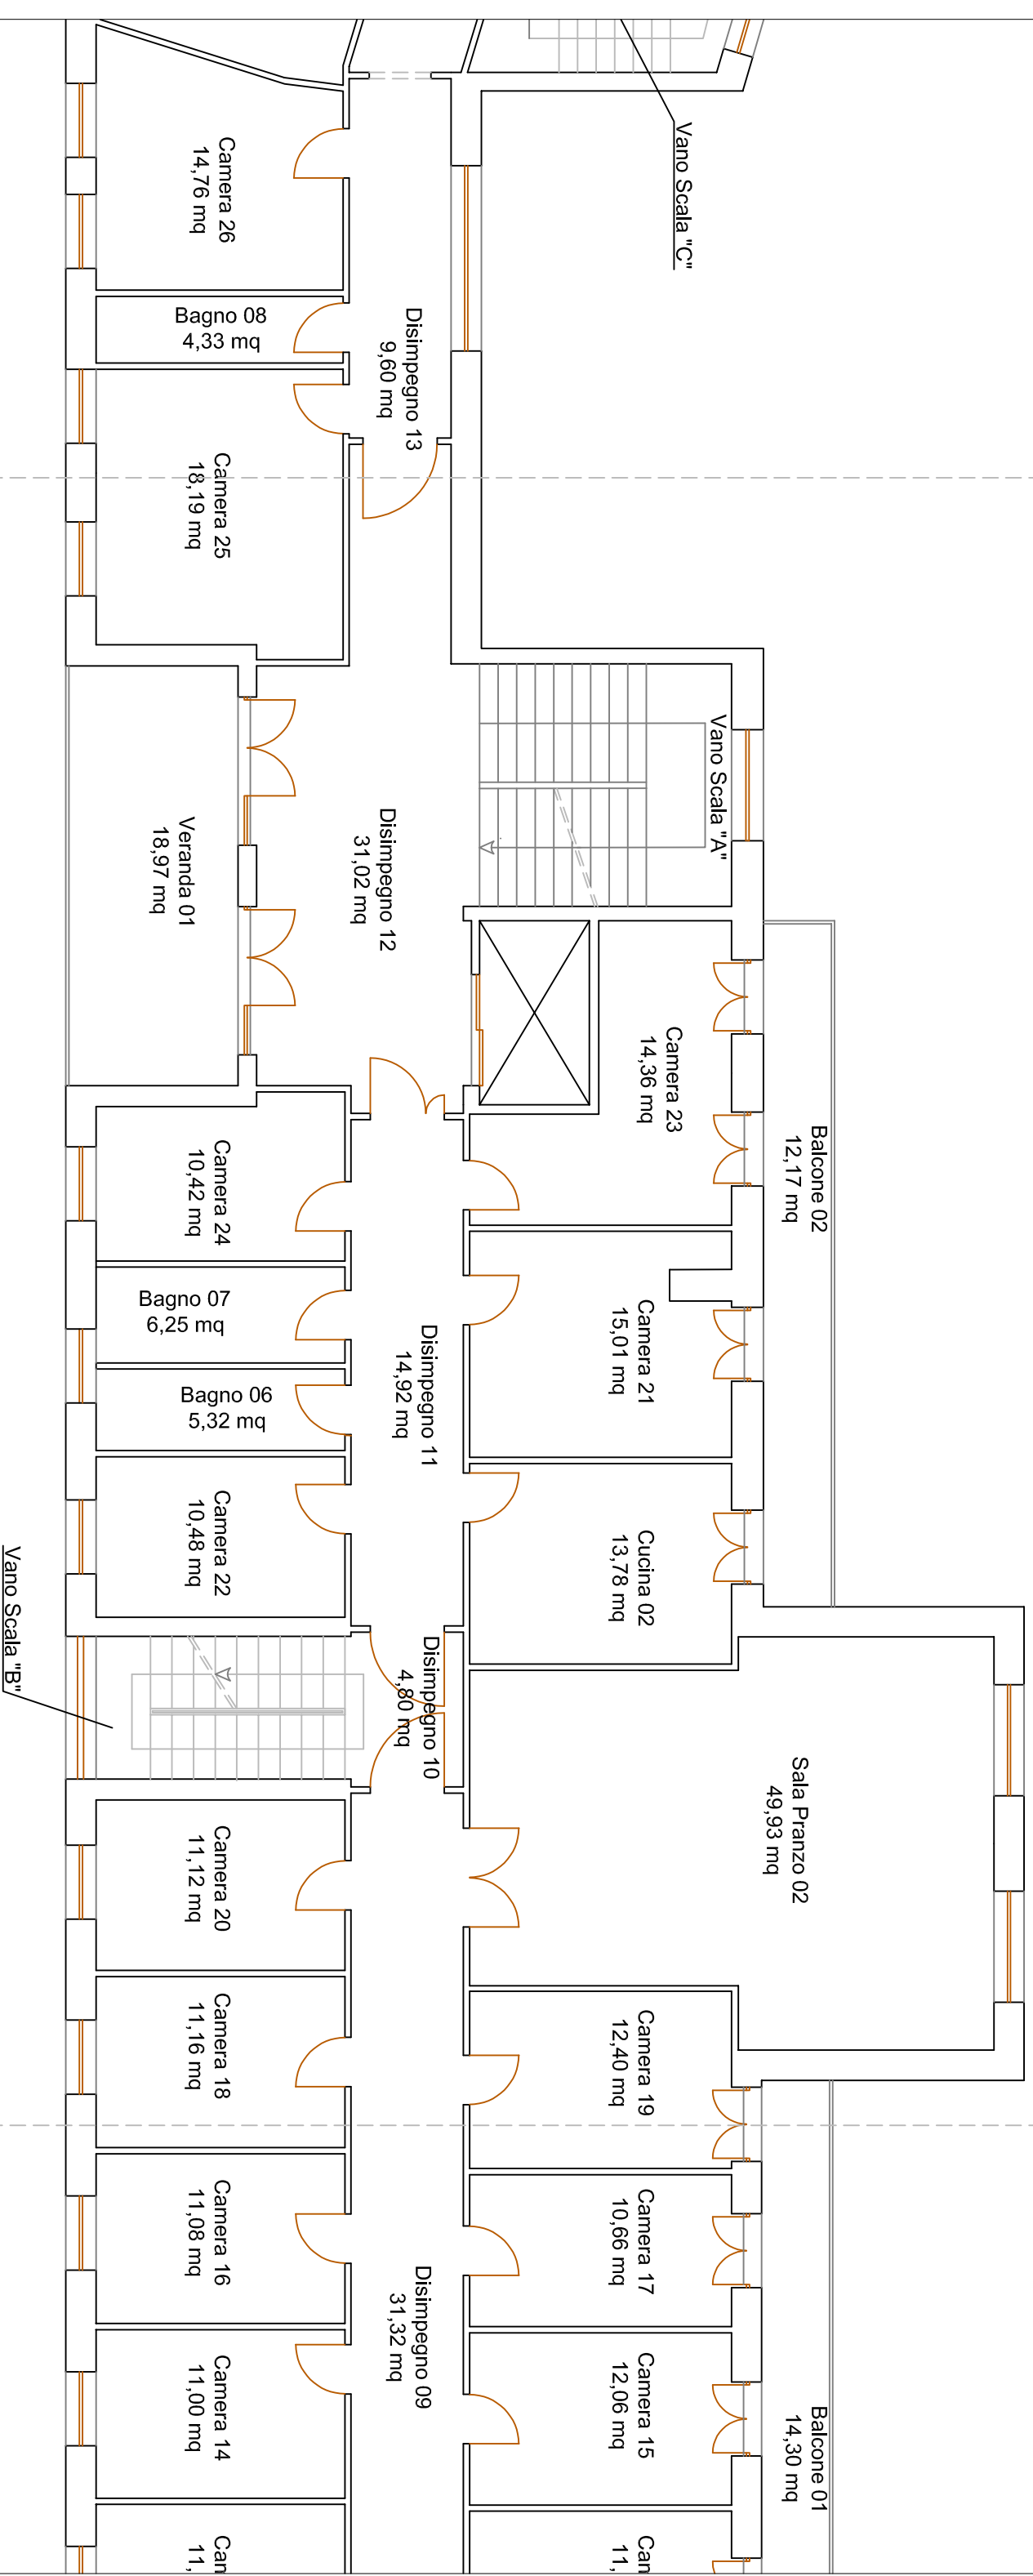 Vano Scala "C"
Camera 26
14,76 mq
Bagno 08
4,33 mq
Disimpegno 13
9,60 mq
Camera 25
18,19 mq
Vano Scala "A"
Disimpegno 12
31,02 mq
Veranda 01
18,97 mq
Camera 23
14,36 mq
Balcone 02
12,17 mq
Camera 24
10,42 mq
Bagno 07
6,25 mq
Camera 21
15,01 mq
Disimpegno 11
14,92 mq
Bagno 06
5,32 mq
Camera 22
10,48 mq
Cucina 02
13,78 mq
Vano Scala "B"
Disimpegno 10
4,80 mq
Sala Pranzo 02
49,93 mq
Camera 20
11,12 mq
Camera 18
11,16 mq
Camera 19
12,40 mq
Camera 16
11,08 mq
Camera 17
10,66 mq
Disimpegno 09
31,32 mq
Camera 14
11,00 mq
Camera 15
12,06 mq
Balcone 01
14,30 mq